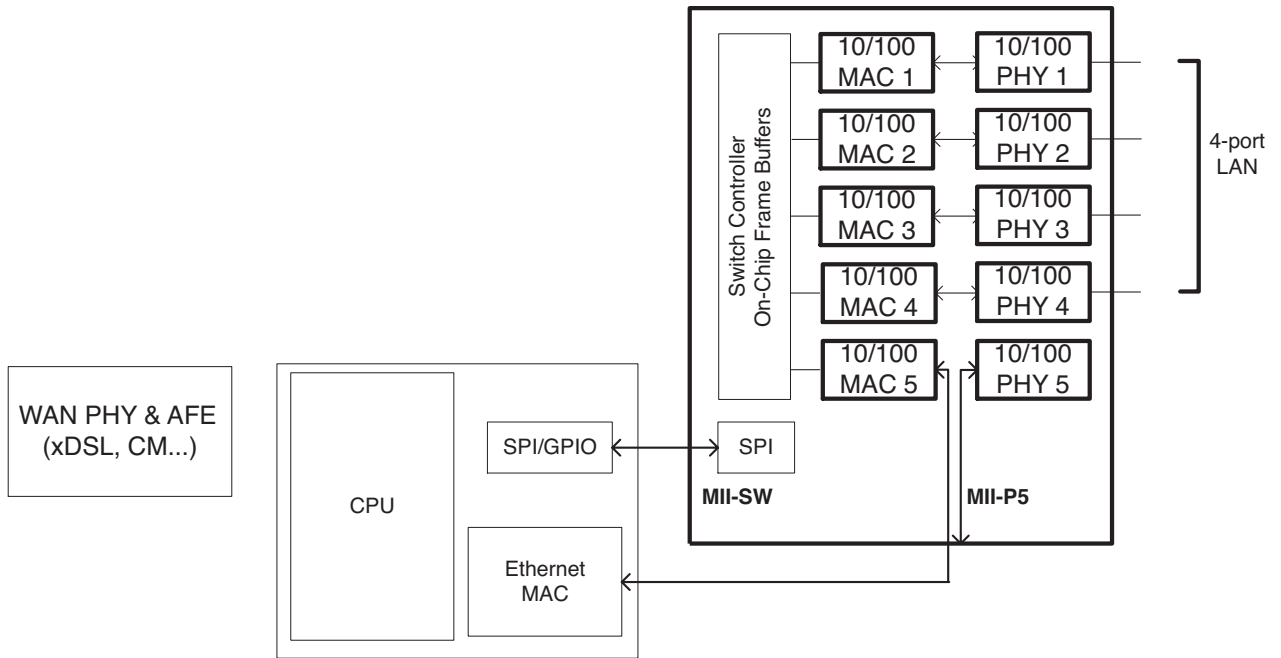 10/100
MAC 1
10/100
PHY 1
10/100
MAC 2
10/100
PHY 2
10/100
MAC 3
10/100
PHY 3
10/100
MAC 4
10/100
PHY 4
10/100
MAC 5
10/100
PHY 5
Switch Controller
On-Chip Frame Buffers
4-port
LAN
WAN PHY & AFE
(xDSL, CM...)
CPU
SPI/GPIO
SPI
MII-SW
MII-P5
Ethernet
MAC